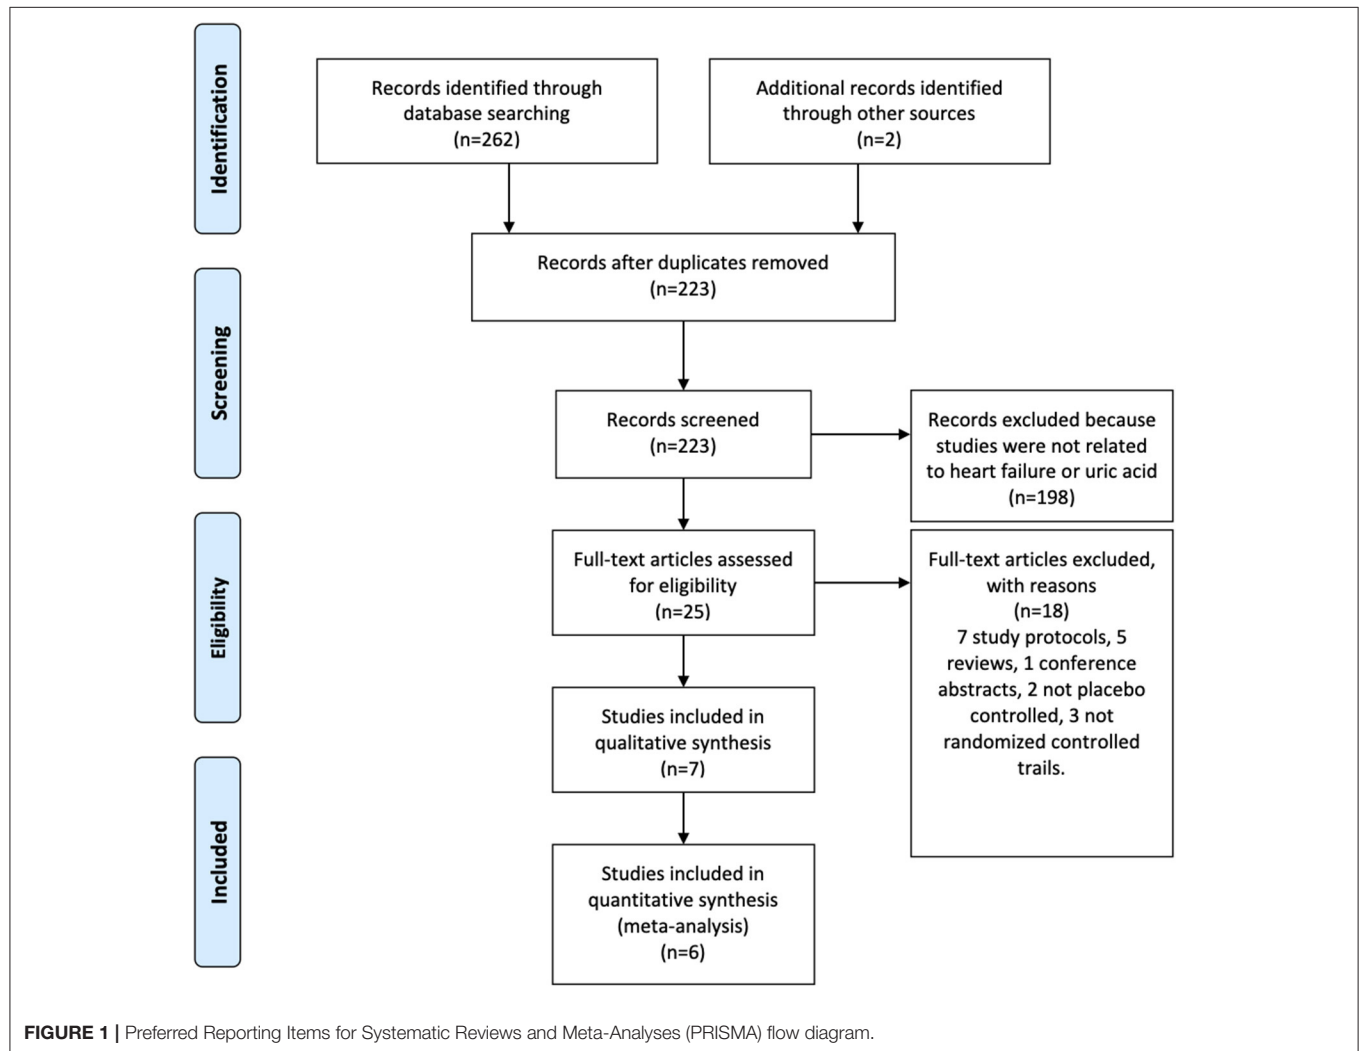 Identification
Records identified through
database searching
(n=262)
Additional records identified
through other sources
(n=2)
Records after duplicates removed
(n=223)
Screening
Records screened
(n=223)
Records excluded because
studies were not related
to heart failure or uric acid
(n=198)
Eligibility
Full-text articles assessed
for eligibility
(n=25)
Full-text articles excluded,
with reasons
(n=18)
7 study protocols, 5
reviews, 1 conference
abstracts, 2 not placebo
controlled, 3 not
randomized controlled
trails.
Studies included in
qualitative synthesis
(n=7)
Included
Studies included in
quantitative synthesis
(meta-analysis)
(n=6)
FIGURE 1 | Preferred Reporting Items for Systematic Reviews and Meta-Analyses (PRISMA) flow diagram.